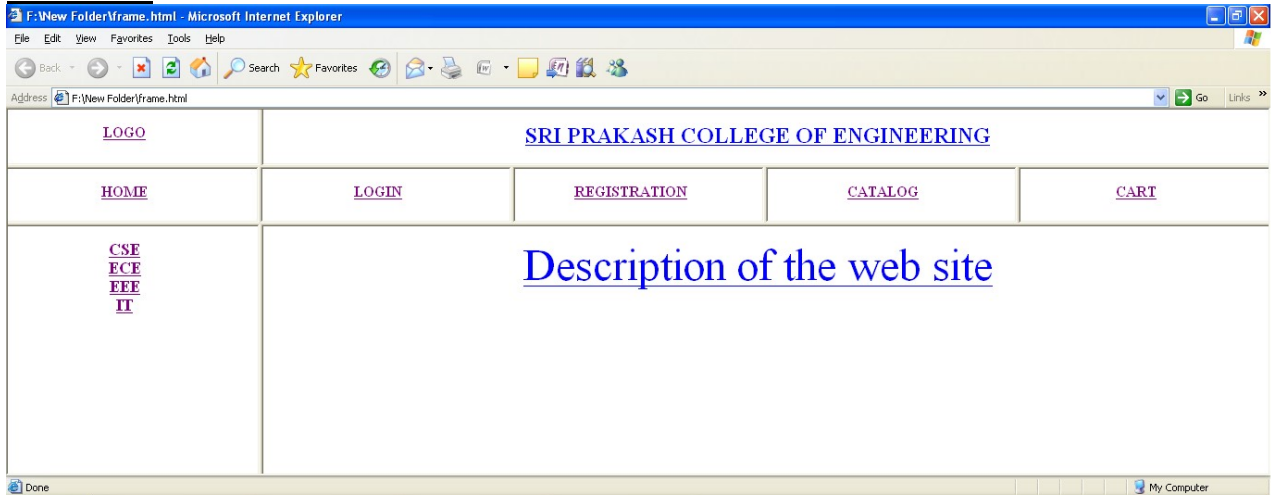 F:\New Folder\frame.html - Microsoft Internet Explorer
File Edit View Favorites Tools Help
Back Search Favorites
Address F:\New Folder\frame.html Go Links »
LOGO SRI PRAKASH COLLEGE OF ENGINEERING
HOME LOGIN REGISTRATION CATALOG CART
CSE
ECE
EEE
IT
Description of the web site
Done My Computer